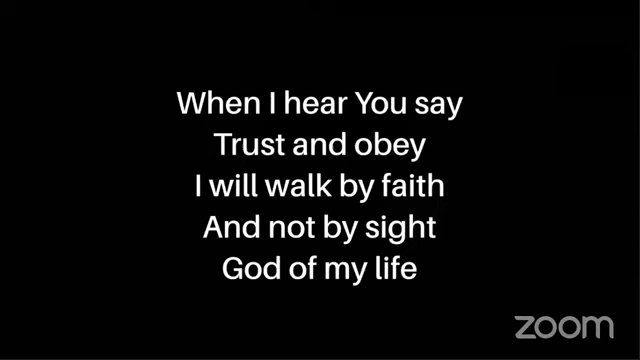 When I hear You say
Trust and obey
I will walk by faith
And not by sight
God of my life
zoom